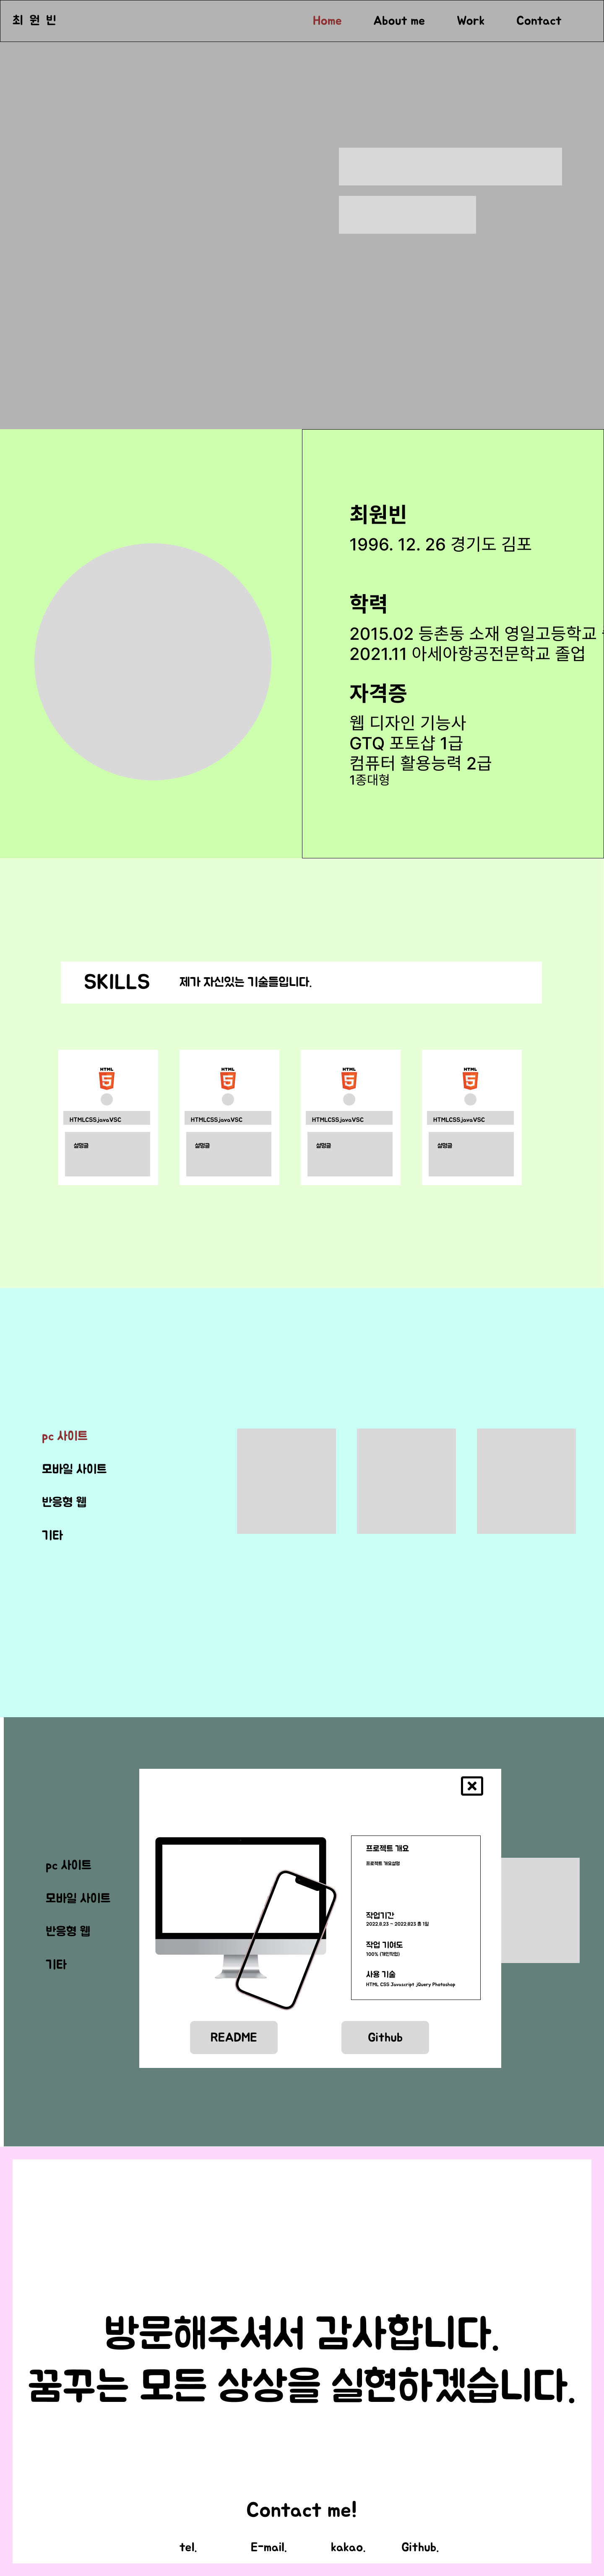 최 원 빈
Home About me Work Contact
최원빈
1996. 12. 26 경기도 김포
학력
2015.02 등촌동 소재 영일고등학교
2021.11 아세아항공전문학교 졸업
자격증
웹 디자인 기능사
GTQ 포토샵 1급
컴퓨터 활용능력 2급
1종대형
SKILLS 제가 자신있는 기술들입니다.
HTML HTML HTML HTML
5 5 5 5
HTMLCSSjavaVSC HTMLCSSjavaVSC HTMLCSSjavaVSC HTMLCSSjavaVSC
설명글 설명글 설명글 설명글
pc 사이트
모바일 사이트
반응형 웹
기타
pc 사이트
모바일 사이트
반응형 웹
기타
프로젝트 개요
프로젝트 개요설명
작업기간
2022.8.23 ~ 2022.823 총 1일
작업 기여도
100% (개인작업)
사용 기술
HTML CSS Javascript jQuery Photoshop
README Github
방문해주셔서 감사합니다.
꿈꾸는 모든 상상을 실현하겠습니다.
Contact me!
tel. E-mail. kakao. Github.